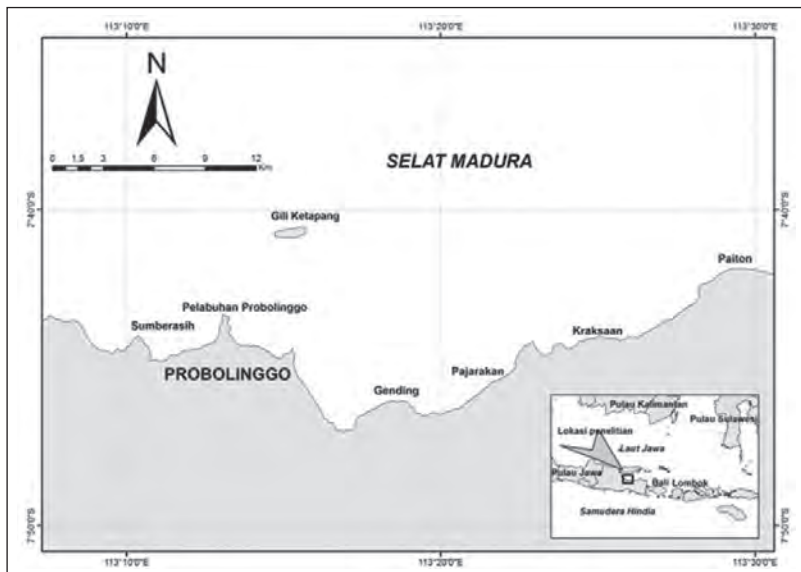 113°10'0"E
113°20'0"E
113°30'0"E
N
0 1,5 3 6 9 12
Km
SELAT MADURA
7°40'0"S
7°40'0"S
Gili Ketapang
Paiton
Pelabuhan Probolinggo
Sumberasih
Kraksaan
PROBOLINGGO
Pajarakan
Gending
Pulau Kalimantan
Pulau Sulawesi
Lokasi penelitian
Laut Jawa
Pulau Jawa
Bali Lombok
Samudera Hindia
7°50'0"S
7°50'0"S
113°10'0"E
113°20'0"E
113°30'0"E